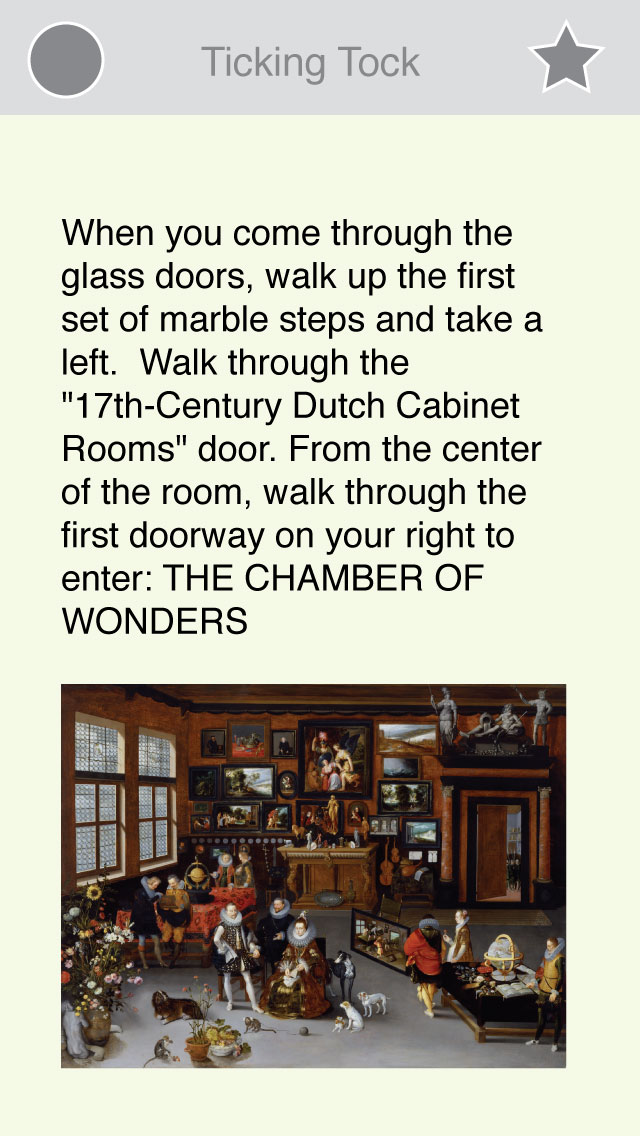 Ticking Tock
When you come through the
glass doors, walk up the first
set of marble steps and take a
left.  Walk through the
"17th-Century Dutch Cabinet
Rooms" door. From the center
of the room, walk through the
first doorway on your right to
enter: THE CHAMBER OF
WONDERS